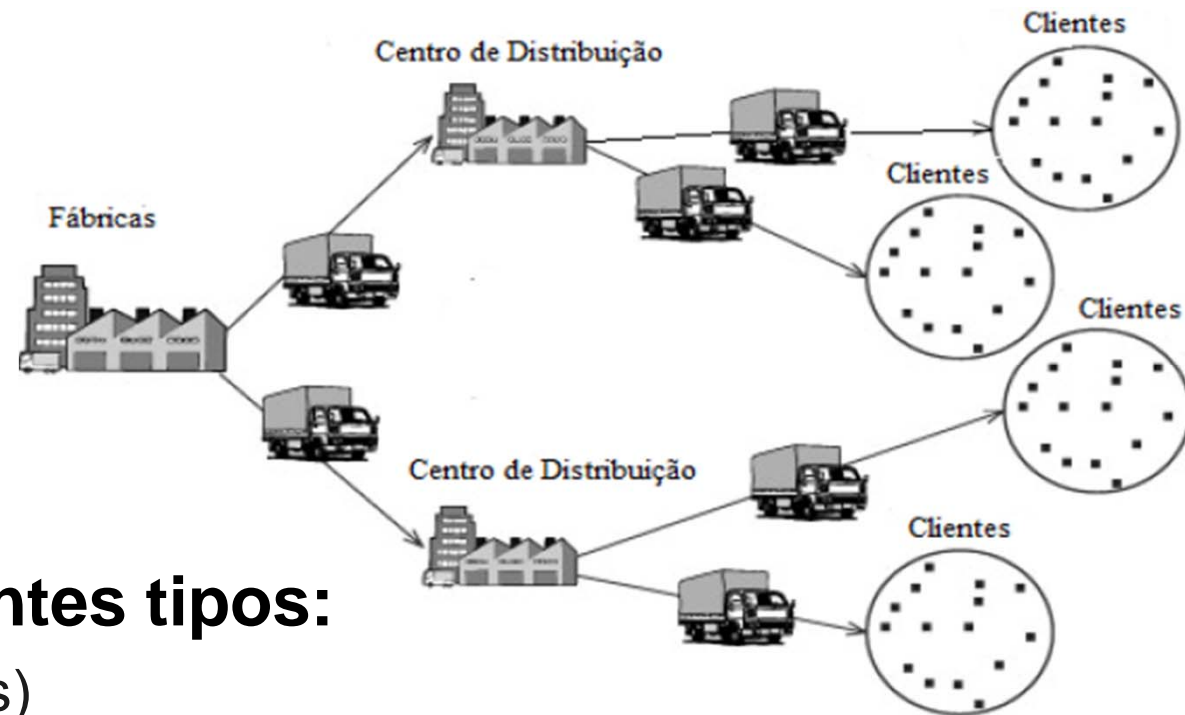 Clientes
Centro de Distribuição
Clientes
Fábricas
Clientes
Centro de Distribuição
Clientes
ntes tipos:
s)